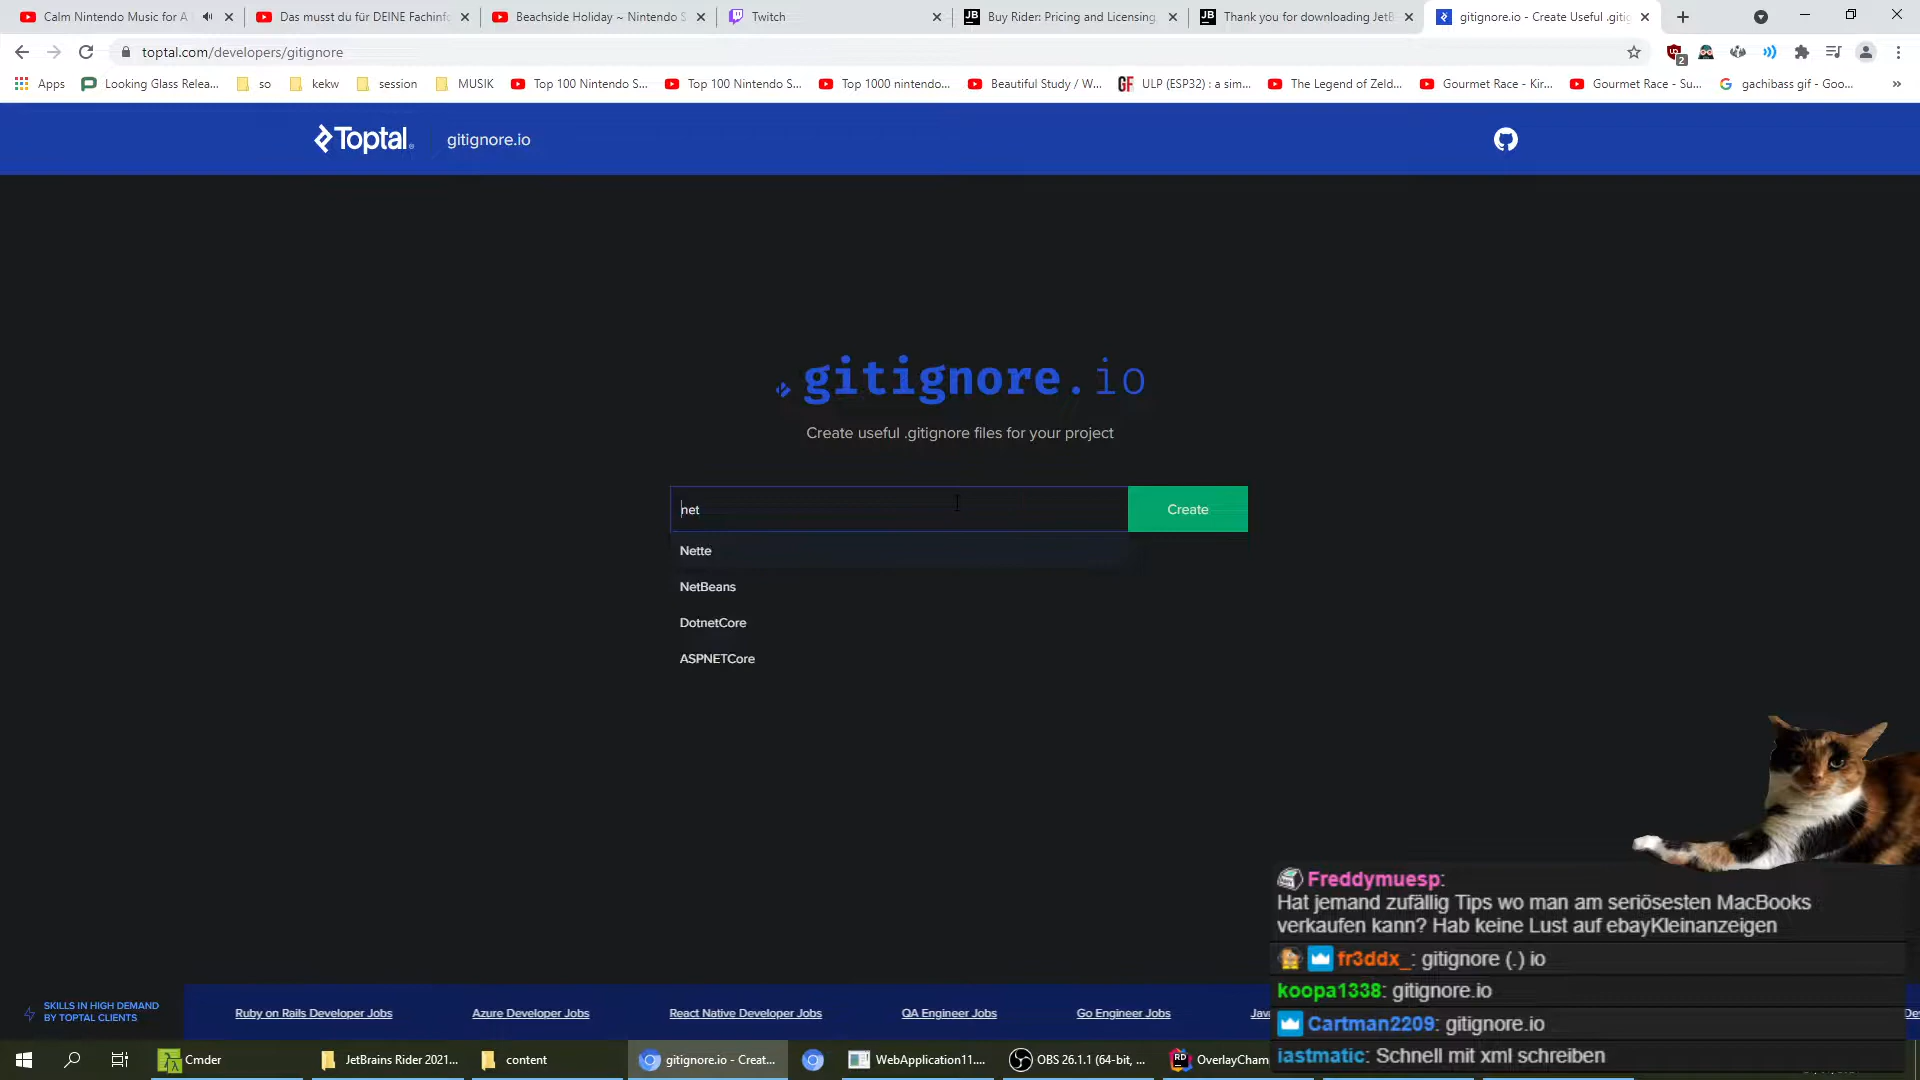 Calm Nintendo Music for A
Das musst du für DEINE Fachinfo
Beachside Holiday ~ Nintendo S
Twitch
Buy Rider: Pricing and Licensing,
Thank you for downloading JetB
gitignore.io - Create Useful .gitig
toptal.com/developers/gitignore
2
Apps
Looking Glass Relea...
so
kekw
session
MUSIK
Top 100 Nintendo S...
Top 100 Nintendo S...
Top 1000 nintendo...
Beautiful Study / W...
ULP (ESP32) : a sim...
The Legend of Zeld...
Gourmet Race - Kir...
Gourmet Race - Su...
gachibass gif - Goo...
»
Toptal
gitignore.io
.gitignore.io
Create useful .gitignore files for your project
net
Create
Nette
NetBeans
DotnetCore
ASPNETCore
Freddymuesp:
Hat jemand zufällig Tips wo man am seriösesten MacBooks
verkaufen kann? Hab keine Lust auf ebayKleinanzeigen
fr3ddx_: gitignore (.) io
koopa1338: gitignore.io
Cartman2209: gitignore.io
iastmatic: Schnell mit xml schreiben
SKILLS IN HIGH DEMAND
BY TOPTAL CLIENTS
Ruby on Rails Developer Jobs
Azure Developer Jobs
React Native Developer Jobs
QA Engineer Jobs
Go Engineer Jobs
Cmder
JetBrains Rider 2021...
content
gitignore.io - Creat...
WebApplication11....
OBS 26.1.1 (64-bit, ...
OverlayCham